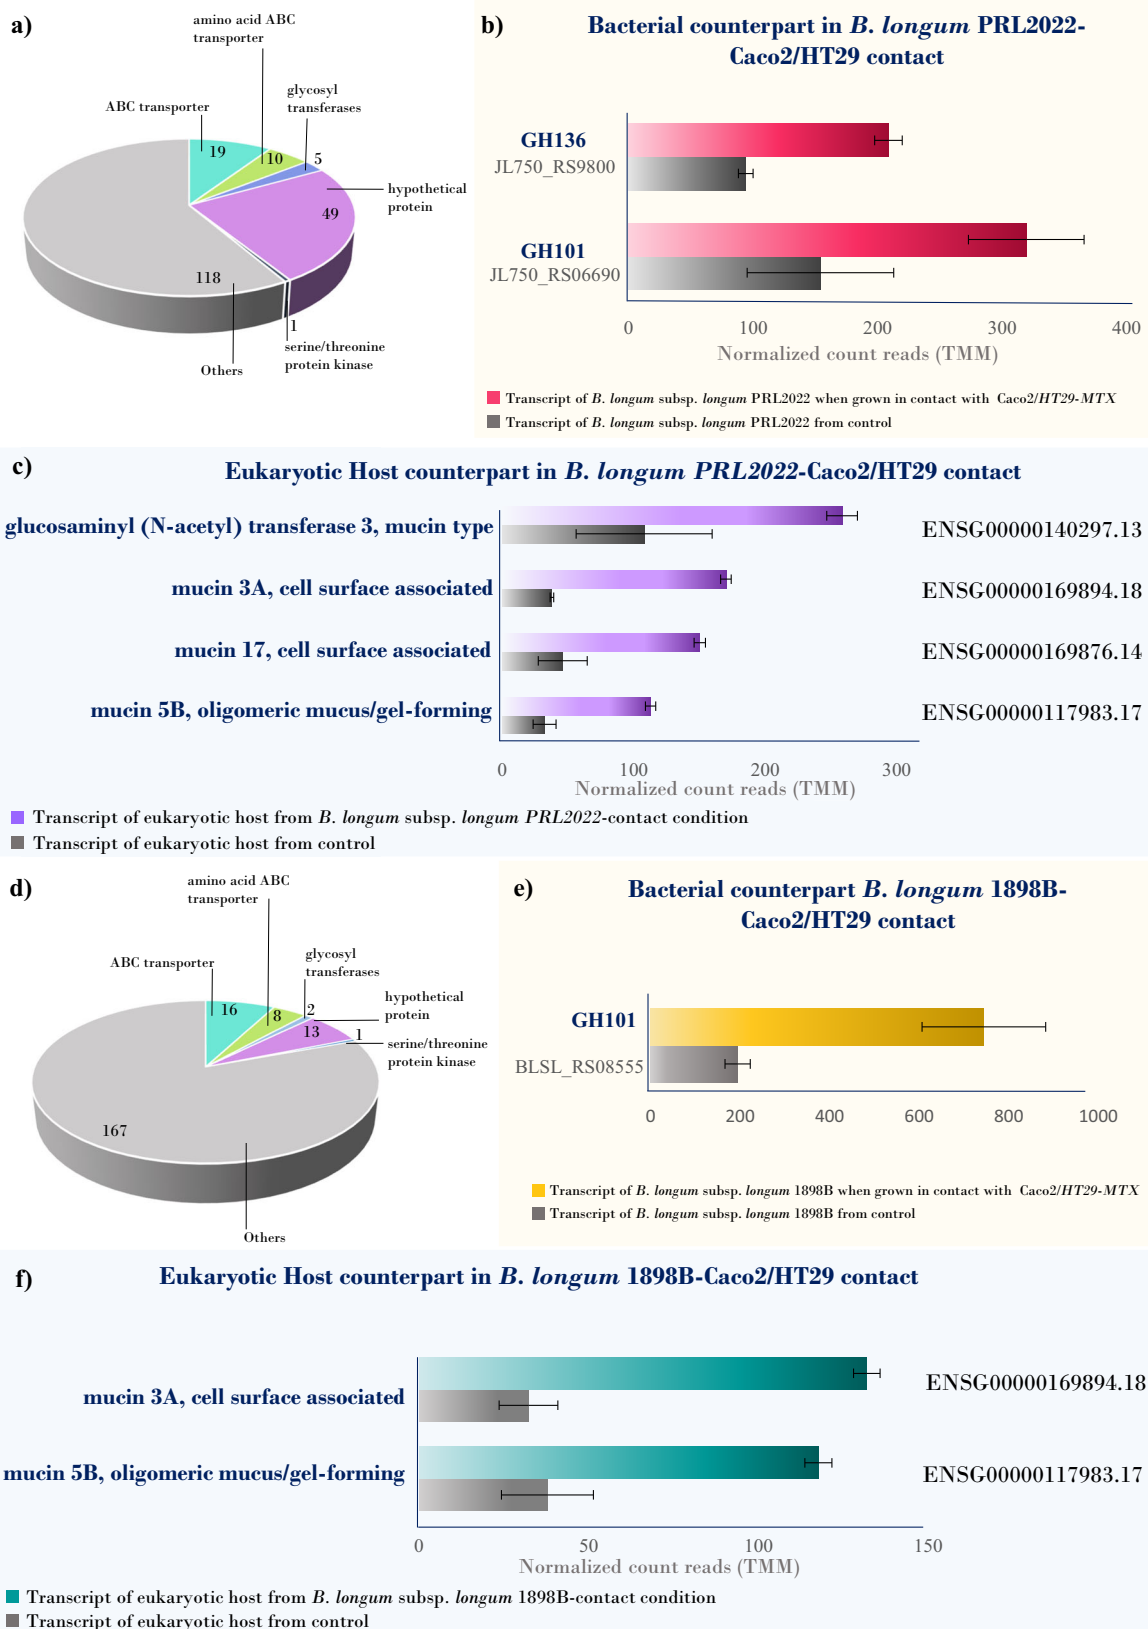 a)
amino acid ABC
transporter
glycosyl
transferases
ABC transporter
19
10
5
hypothetical
protein
49
118
1
serine/threonine
protein kinase
Others
b)
Bacterial counterpart in B. longum PRL2022-
Caco2/HT29 contact
GH136
JL750_RS9800
GH101
JL750_RS06690
0 100 200 300 400
Normalized count reads (TMM)
Transcript of B. longum subsp. longum PRL2022 when grown in contact with Caco2/HT29-MTX
Transcript of B. longum subsp. longum PRL2022 from control
c)
Eukaryotic Host counterpart in B. longum PRL2022-Caco2/HT29 contact
glucosaminyl (N-acetyl) transferase 3, mucin type ENSG00000140297.13
mucin 3A, cell surface associated ENSG00000169894.18
mucin 17, cell surface associated ENSG00000169876.14
mucin 5B, oligomeric mucus/gel-forming ENSG00000117983.17
0 100 200 300
Normalized count reads (TMM)
Transcript of eukaryotic host from B. longum subsp. longum PRL2022-contact condition
Transcript of eukaryotic host from control
d)
amino acid ABC
transporter
glycosyl
transferases
ABC transporter
hypothetical
protein
16
8
2
13
1
serine/threonine
protein kinase
167
Others
e)
Bacterial counterpart B. longum 1898B-
Caco2/HT29 contact
GH101
BLSL_RS08555
0 200 400 600 800 1000
Transcript of B. longum subsp. longum 1898B when grown in contact with Caco2/HT29-MTX
Transcript of B. longum subsp. longum 1898B from control
f)
Eukaryotic Host counterpart in B. longum 1898B-Caco2/HT29 contact
mucin 3A, cell surface associated ENSG00000169894.18
mucin 5B, oligomeric mucus/gel-forming ENSG00000117983.17
0 50 100 150
Normalized count reads (TMM)
Transcript of eukaryotic host from B. longum subsp. longum 1898B-contact condition
Transcript of eukaryotic host from control